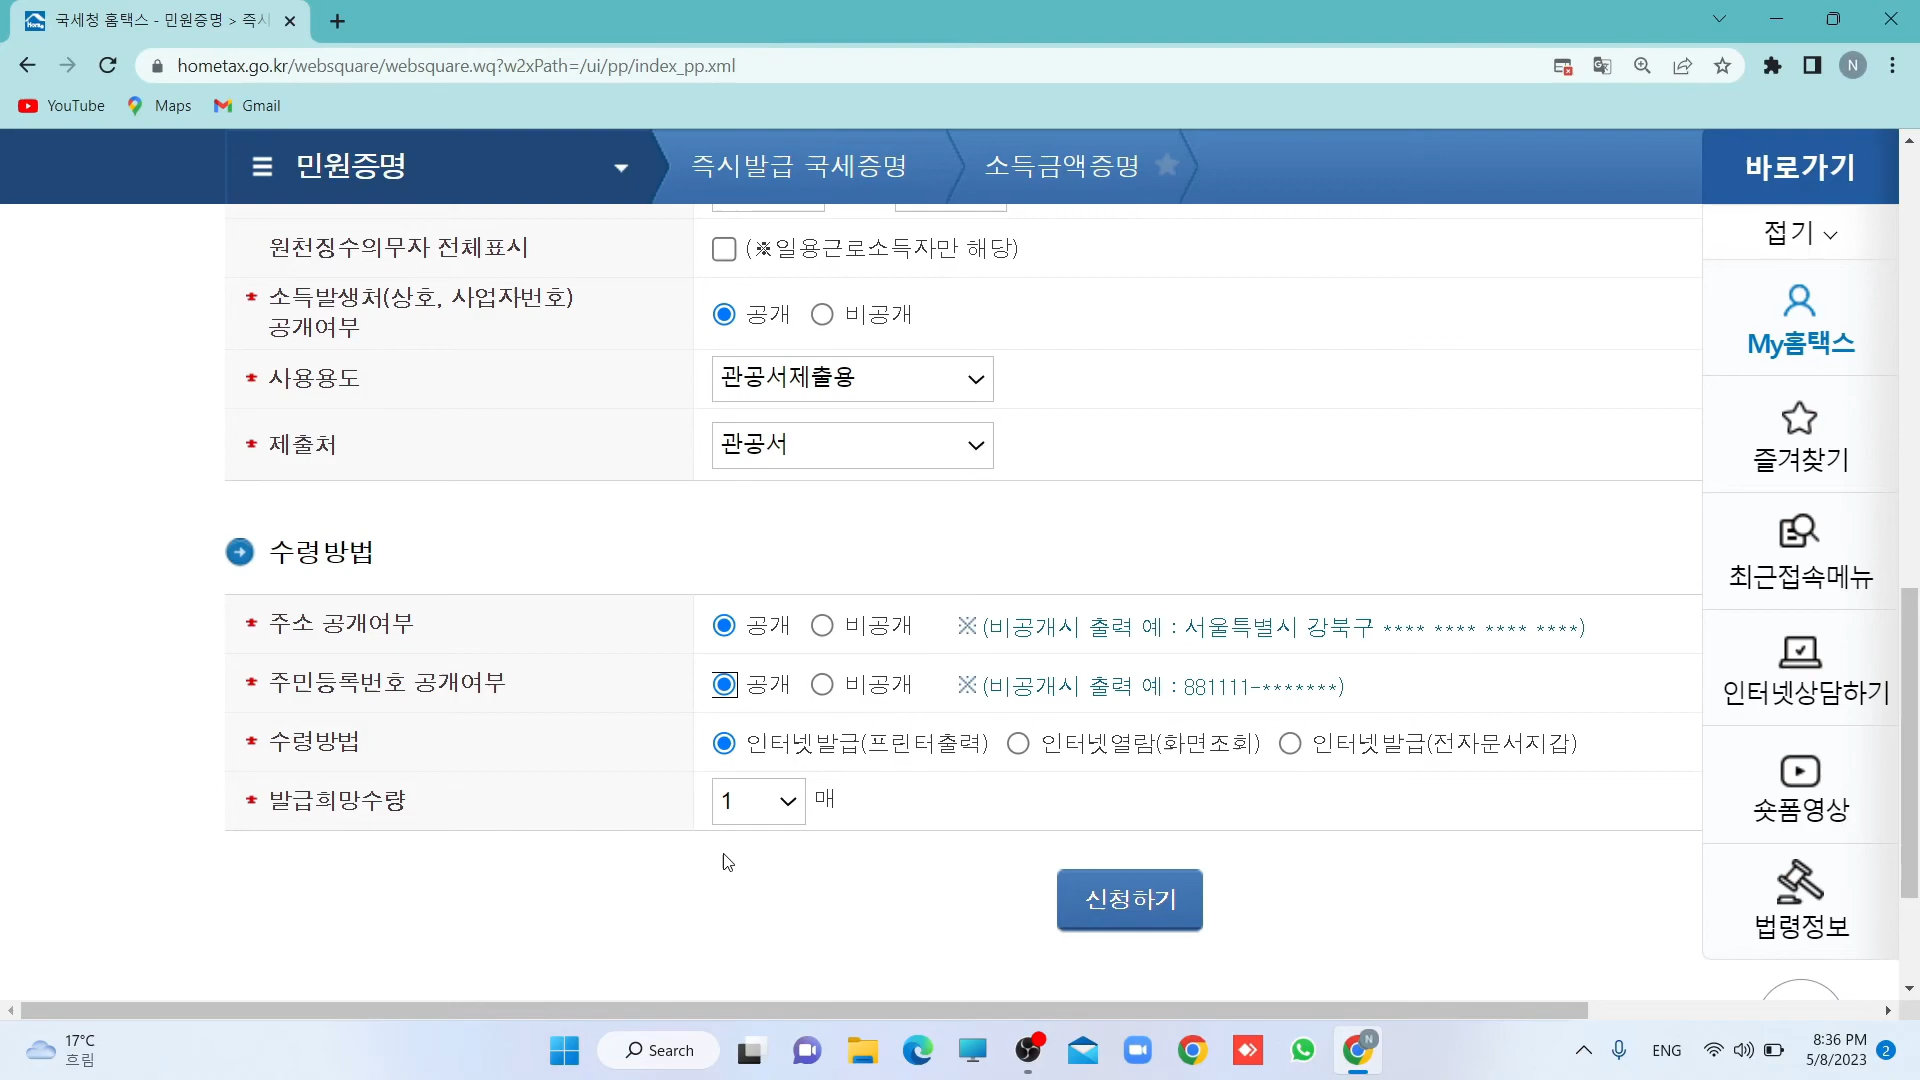 국세청 홈택스 - 민원증명 > 즉시
hometax.go.kr/websquare/websquare.wq?w2xPath=/ui/pp/index_pp.xml
N
YouTube
Maps
Gmail
민원증명
즉시발급 국세증명
소득금액증명
바로가기
접기
원천징수의무자 전체표시
(※일용근로소득자만 해당)
소득발생처(상호, 사업자번호)
공개여부
공개
비공개
My홈택스
사용용도
관공서제출용
제출처
관공서
즐겨찾기
수령방법
최근접속메뉴
주소 공개여부
공개
비공개
※(비공개시 출력 예 : 서울특별시 강북구 **** **** **** ****)
주민등록번호 공개여부
공개
비공개
※(비공개시 출력 예 : 881111-*******)
인터넷상담하기
수령방법
인터넷발급(프린터출력)
인터넷열람(화면조회)
인터넷발급(전자문서지갑)
발급희망수량
1
매
숏폼영상
신청하기
법령정보
17°C
흐림
Search
N
ENG
8:36 PM
5/8/2023
2